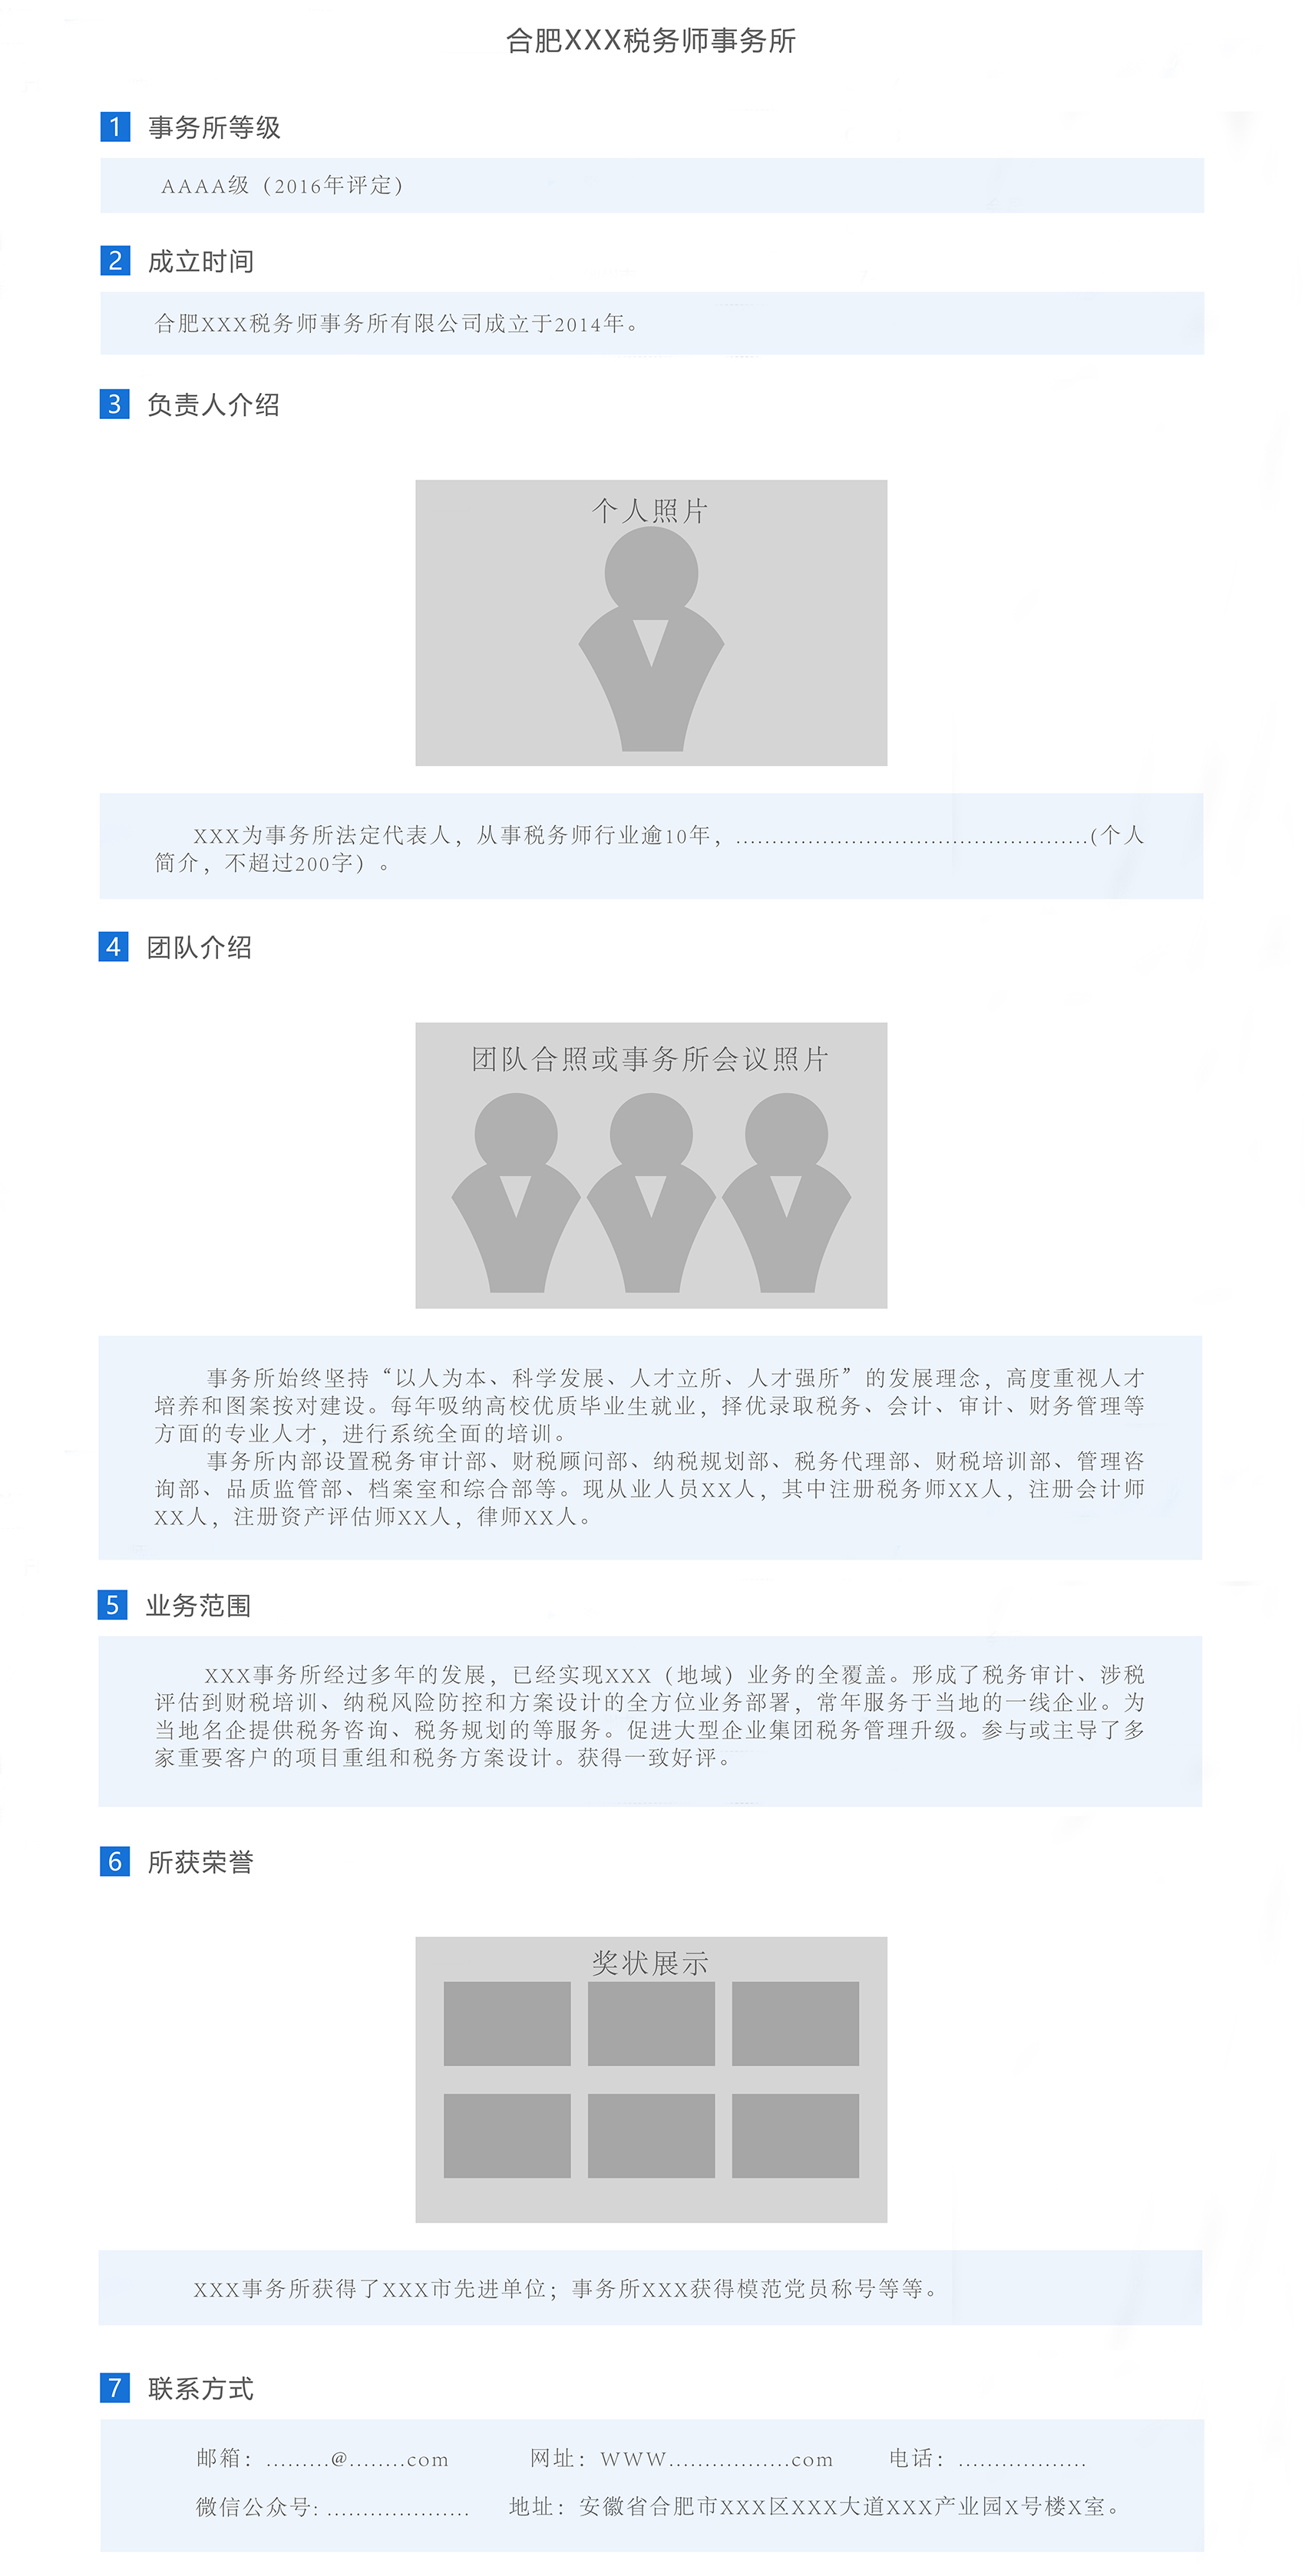 合肥XXX税务师事务所
1 事务所等级
AAAA级（2016年评定）
2 成立时间
合肥XXX税务师事务所有限公司成立于2014年。
3 负责人介绍
个人照片
XXX为事务所法定代表人，从事税务师行业逾10年，.................................................(个人
简介，不超过200字）。
4 团队介绍
团队合照或事务所会议照片
事务所始终坚持“以人为本、科学发展、人才立所、人才强所”的发展理念，高度重视人才
培养和图案按对建设。每年吸纳高校优质毕业生就业，择优录取税务、会计、审计、财务管理等
方面的专业人才，进行系统全面的培训。
事务所内部设置税务审计部、财税顾问部、纳税规划部、税务代理部、财税培训部、管理咨
询部、品质监管部、档案室和综合部等。现从业人员XX人，其中注册税务师XX人，注册会计师
XX人，注册资产评估师XX人，律师XX人。
5 业务范围
XXX事务所经过多年的发展，已经实现XXX（地域）业务的全覆盖。形成了税务审计、涉税
评估到财税培训、纳税风险防控和方案设计的全方位业务部署，常年服务于当地的一线企业。为
当地名企提供税务咨询、税务规划的等服务。促进大型企业集团税务管理升级。参与或主导了多
家重要客户的项目重组和税务方案设计。获得一致好评。
6 所获荣誉
奖状展示
XXX事务所获得了XXX市先进单位；事务所XXX获得模范党员称号等等。
7 联系方式
邮箱：.........@........com 网址：WWW.................com 电话：..................
微信公众号: .................... 地址：安徽省合肥市XXX区XXX大道XXX产业园X号楼X室。